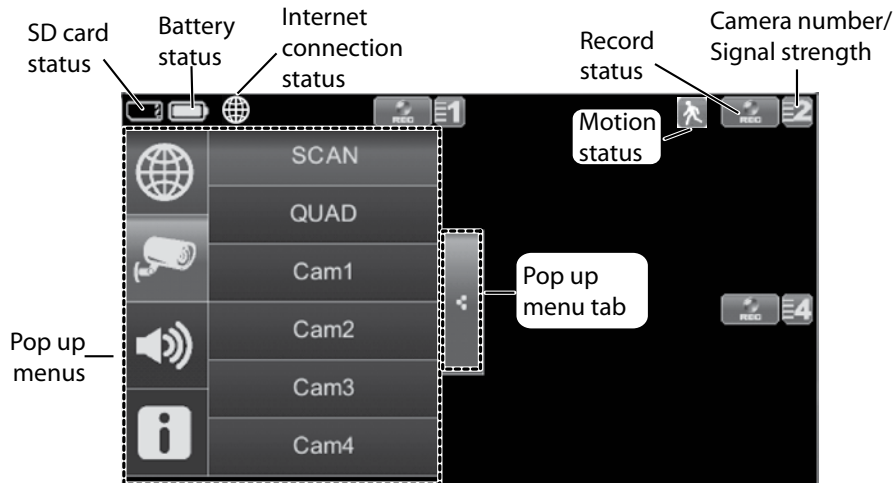 SD card
status
Battery
status
Internet
connection
status
Record
status
Camera number/
Signal strength
REC
1
Motion
status
REC
2
SCAN
QUAD
Cam1
Cam2
Cam3
Cam4
Pop up
menu tab
REC
4
Pop up
menus